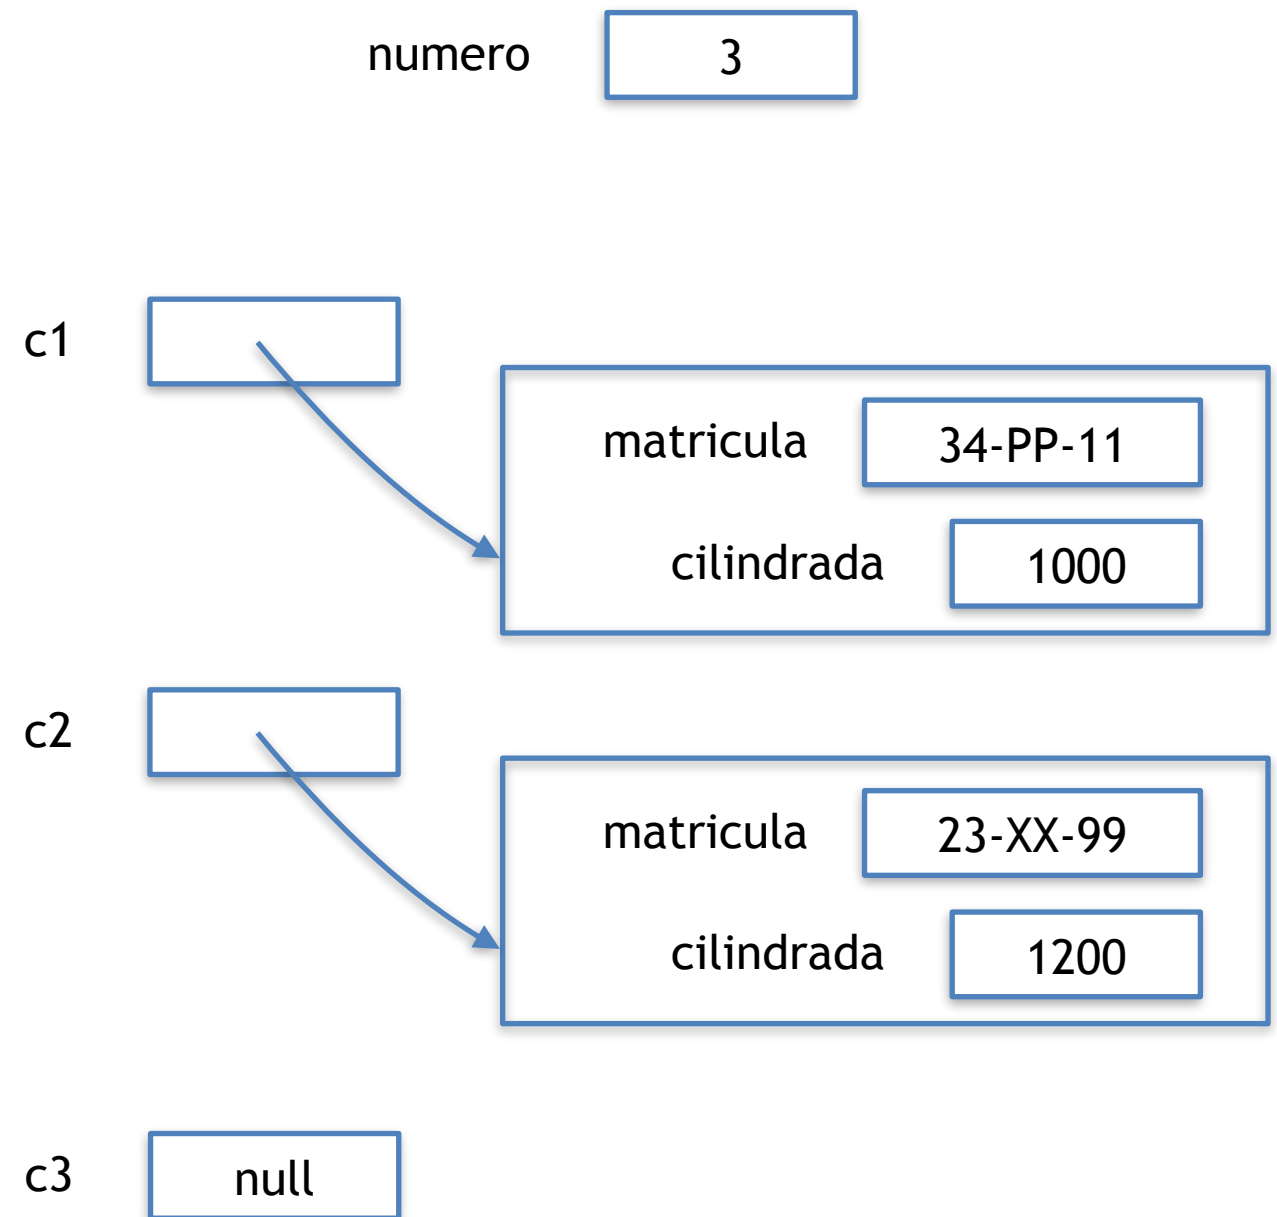 numero 3
c1
matricula 34-PP-11
cilindrada 1000
c2
matricula 23-XX-99
cilindrada 1200
c3 null